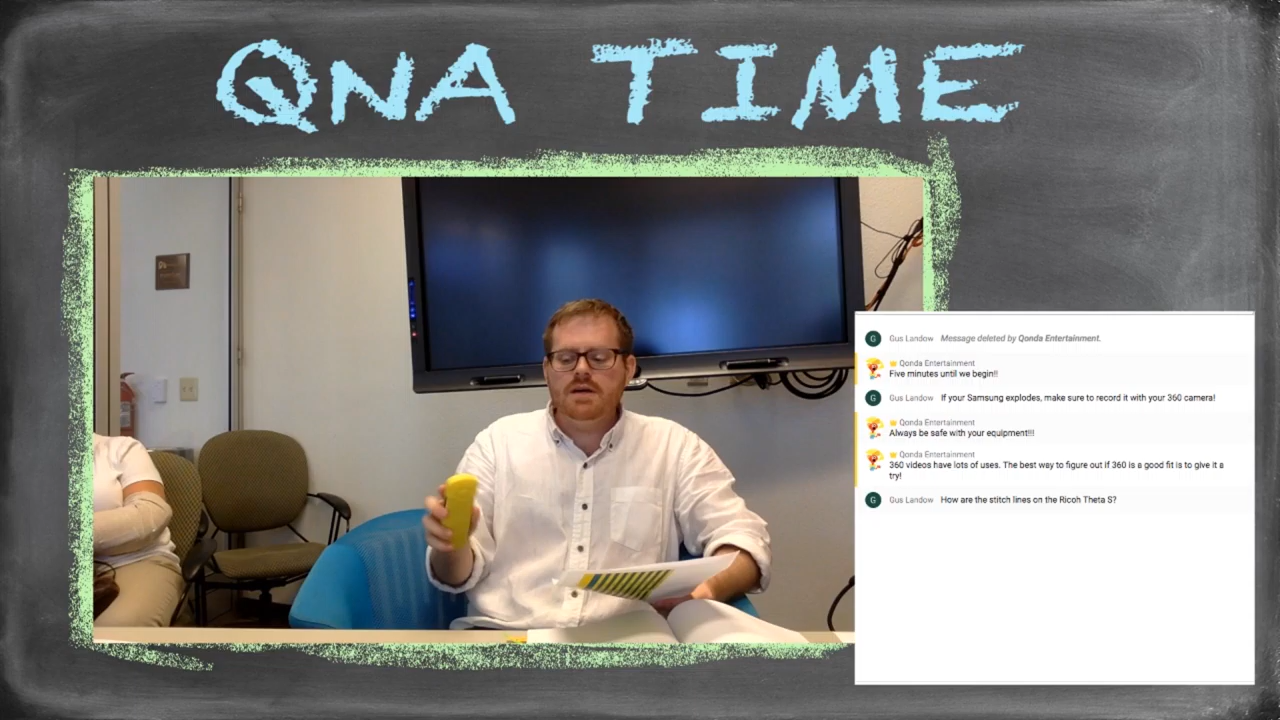 QNA TIME
G Gus Landow Message deleted by Qonda Entertainment.
Qonda Entertainment
Five minutes until we begin!!
G Gus Landow If your Samsung explodes, make sure to record it with your 360 camera!
Qonda Entertainment
Always be safe with your equipment!!!
Qonda Entertainment
360 videos have lots of uses. The best way to figure out if 360 is a good fit is to give it a
try!
G Gus Landow How are the stitch lines on the Ricoh Theta S?